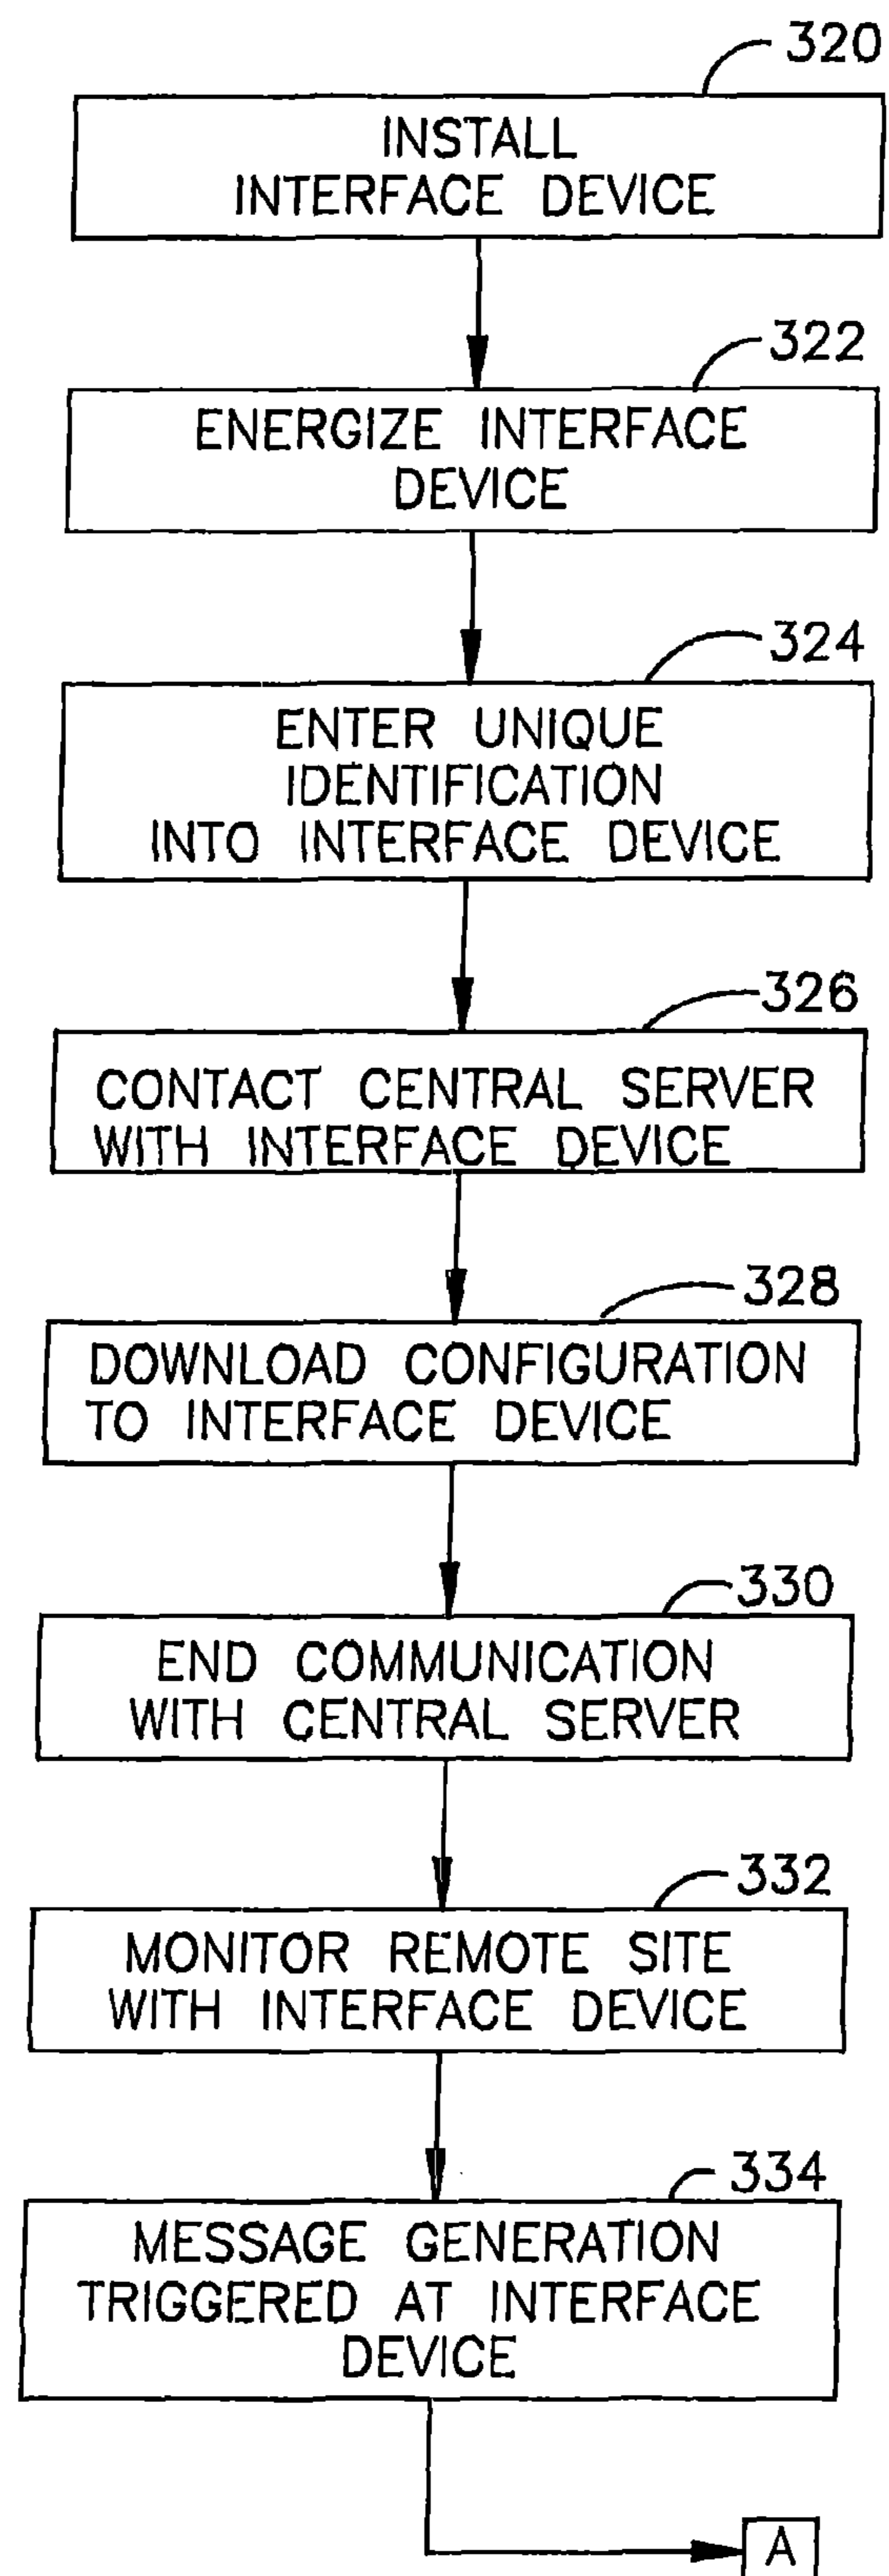 320
INSTALL
INTERFACE DEVICE
322
ENERGIZE INTERFACE
DEVICE
324
ENTER UNIQUE
IDENTIFICATION
INTO INTERFACE DEVICE
326
CONTACT CENTRAL SERVER
WITH INTERFACE DEVICE
328
DOWNLOAD CONFIGURATION
TO INTERFACE DEVICE
330
END COMMUNICATION
WITH CENTRAL SERVER
332
MONITOR REMOTE SITE
WITH INTERFACE DEVICE
334
MESSAGE GENERATION
TRIGGERED AT INTERFACE
DEVICE
A